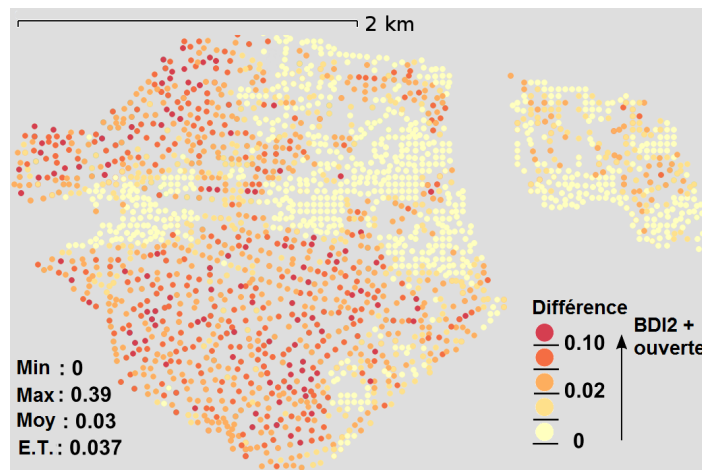 2 km
Différence
0.10
0.02
0
BDI2 +
ouverte
Min : 0
Max : 0.39
Moy : 0.03
E.T. : 0.037